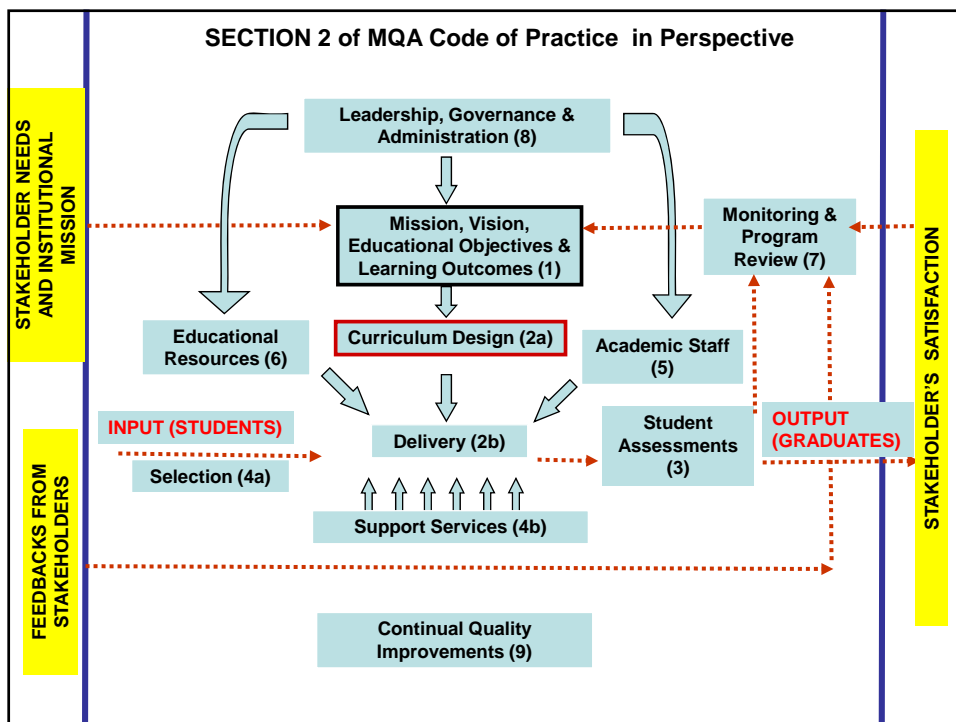 SECTION 2 of MQA Code of Practice in Perspective
STAKEHOLDER NEEDS
AND INSTITUTIONAL
MISSION
Leadership, Governance &
Administration (8)
Mission, Vision,
Educational Objectives &
Learning Outcomes (1)
Monitoring &
Program
Review (7)
STAKEHOLDER'S SATISFACTION
Educational
Resources (6)
Curriculum Design (2a)
Academic Staff
(5)
FEEDBACKS FROM
STAKEHOLDERS
INPUT (STUDENTS)
Selection (4a)
Delivery (2b)
Student
Assessments
(3)
OUTPUT
(GRADUATES)
Support Services (4b)
Continual Quality
Improvements (9)